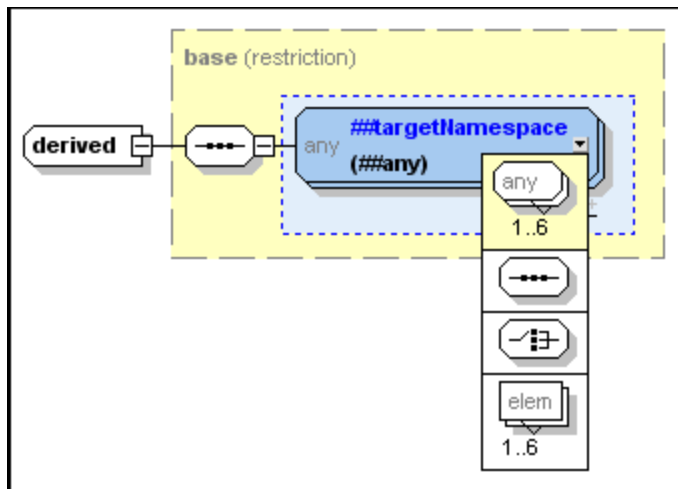 base (restriction)
derived
any
##targetNamespace
(##any)
any
1..6
elem
1..6